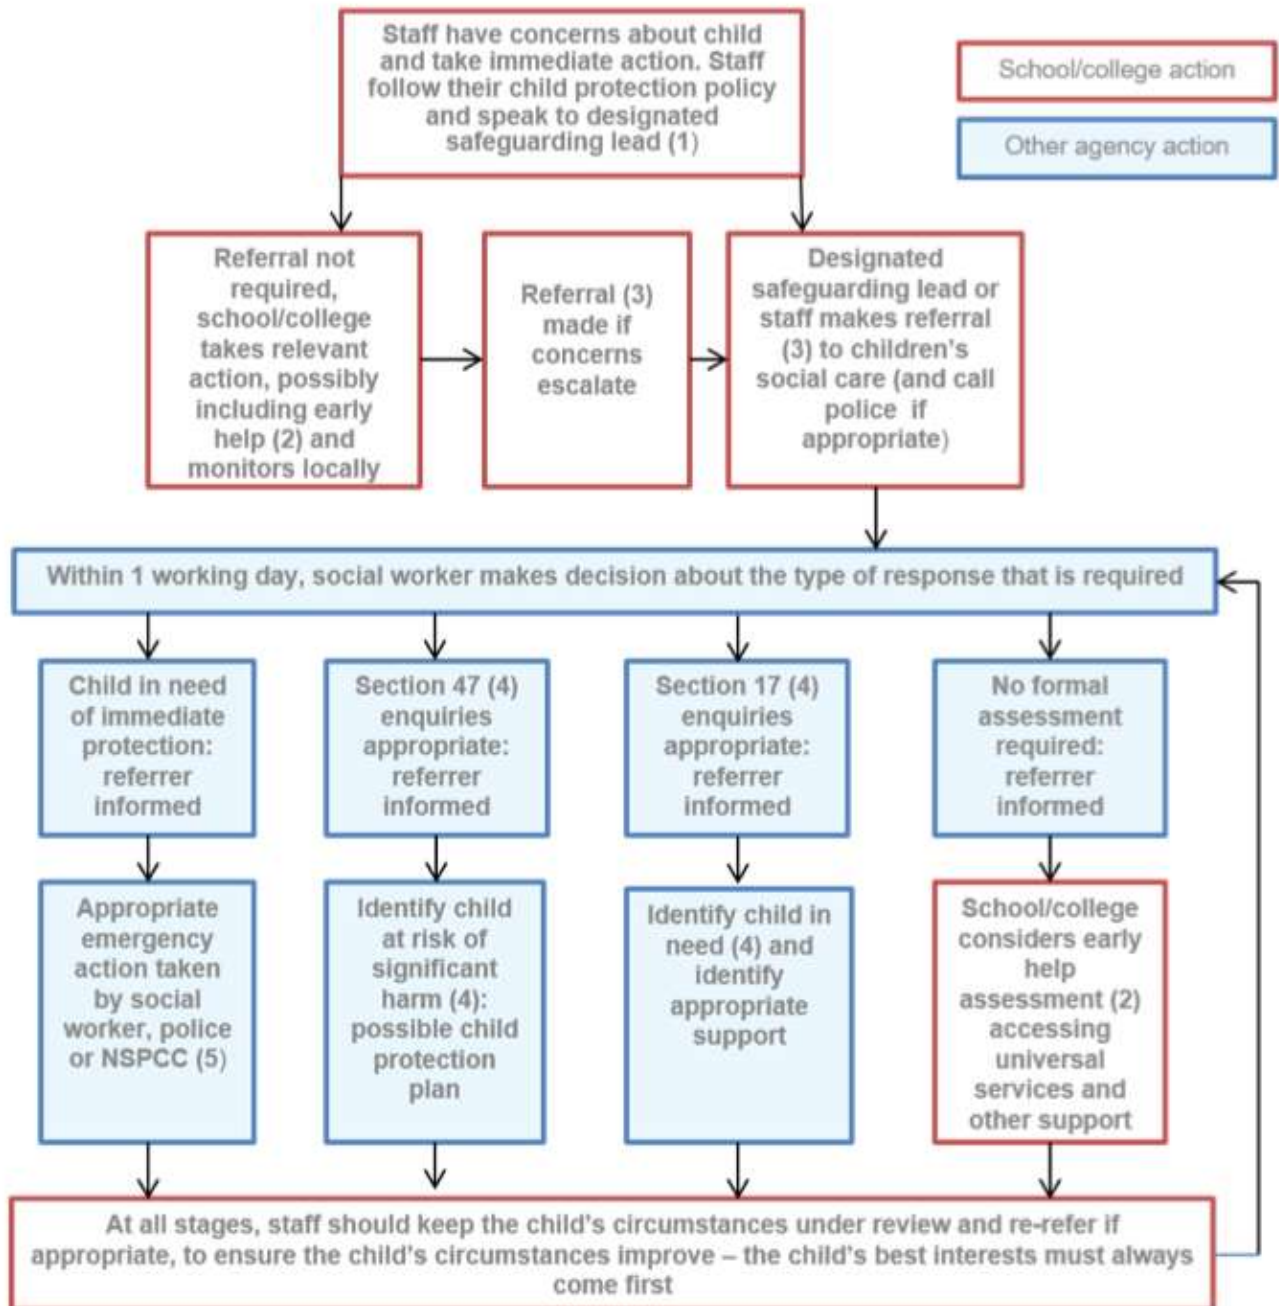 Staff have concerns about child
and take immediate action. Staff
follow their child protection policy
and speak to designated
safeguarding lead (1)
School/college action
Other agency action
Referral not
required,
school/college
takes relevant
action, possibly
including early
help (2) and
monitors locally
Referral (3)
made if
concerns
escalate
Designated
safeguarding lead or
staff makes referral
(3) to children's
social care (and call
police if
appropriate)
Within 1 working day, social worker makes decision about the type of response that is required
Child in need
of immediate
protection:
referrer
informed
Section 47 (4)
enquiries
appropriate:
referrer
informed
Section 17 (4)
enquiries
appropriate:
referrer
informed
No formal
assessment
required:
referrer
informed
Appropriate
emergency
action taken
by social
worker, police
or NSPCC (5)
Identify child
at risk of
significant
harm (4):
possible child
protection
plan
Identify child in
need (4) and
identify
appropriate
support
School/college
considers early
help
assessment (2)
accessing
universal
services and
other support
At all stages, staff should keep the child's circumstances under review and re-refer if
appropriate, to ensure the child's circumstances improve – the child's best interests must always
come first